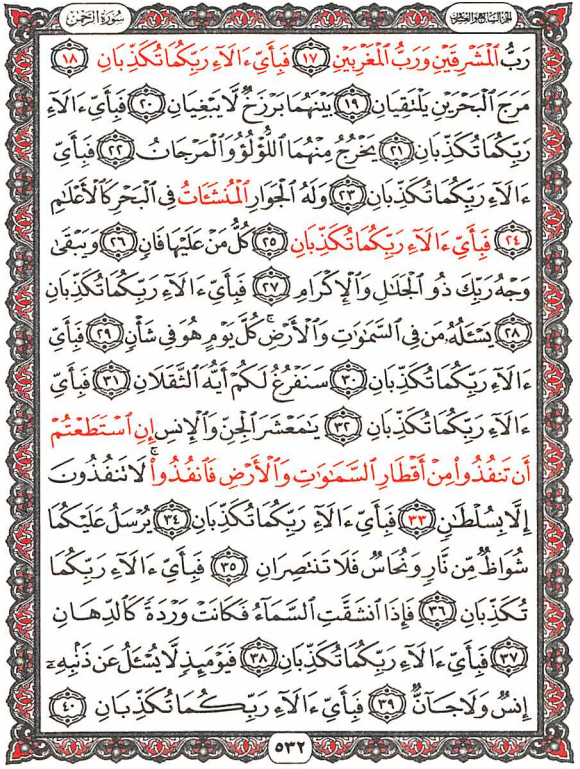 الجزء السابع والعشرون
سُورَةُ الرَّحْمٰن
رَبُّ ٱلْمَشْرِقَيْنِ وَرَبُّ ٱلْمَغْرِبَيْنِ ١٧ فَبِأَيِّ ءَالَآءِ رَبِّكُمَا تُكَذِّبَانِ ١٨
مَرَجَ ٱلْبَحْرَيْنِ يَلْتَقِيَانِ ١٩ بَيْنَهُمَا بَرْزَخٌ لَّا يَبْغِيَانِ ٢٠ فَبِأَيِّ ءَالَآءِ
رَبِّكُمَا تُكَذِّبَانِ ٢١ يَخْرُجُ مِنْهُمَا ٱللُّؤْلُؤُ وَٱلْمَرْجَانُ ٢٢ فَبِأَيِّ
ءَالَآءِ رَبِّكُمَا تُكَذِّبَانِ ٢٣ وَلَهُ ٱلْجَوَارِ ٱلْمُنشَـَٔاتُ فِى ٱلْبَحْرِ كَٱلْأَعْلَٰمِ
٢٤ فَبِأَيِّ ءَالَآءِ رَبِّكُمَا تُكَذِّبَانِ ٢٥ كُلُّ مَنْ عَلَيْهَا فَانٍ ٢٦ وَيَبْقَىٰ
وَجْهُ رَبِّكَ ذُو ٱلْجَلَٰلِ وَٱلْإِكْرَامِ ٢٧ فَبِأَيِّ ءَالَآءِ رَبِّكُمَا تُكَذِّبَانِ
٢٨ يَسْـَٔلُهُۥ مَن فِى ٱلسَّمَٰوَٰتِ وَٱلْأَرْضِ ۚ كُلَّ يَوْمٍ هُوَ فِى شَأْنٍ ٢٩ فَبِأَيِّ
ءَالَآءِ رَبِّكُمَا تُكَذِّبَانِ ٣٠ سَنَفْرُغُ لَكُمْ أَيُّهَ ٱلثَّقَلَانِ ٣١ فَبِأَيِّ
ءَالَآءِ رَبِّكُمَا تُكَذِّبَانِ ٣٢ يَٰمَعْشَرَ ٱلْجِنِّ وَٱلْإِنسِ إِنِ ٱسْتَطَعْتُمْ
أَن تَنفُذُوا۟ مِنْ أَقْطَارِ ٱلسَّمَٰوَٰتِ وَٱلْأَرْضِ فَٱنفُذُوا۟ ۚ لَا تَنفُذُونَ
إِلَّا بِسُلْطَٰنٍ ٣٣ فَبِأَيِّ ءَالَآءِ رَبِّكُمَا تُكَذِّبَانِ ٣٤ يُرْسَلُ عَلَيْكُمَا
شُوَاظٌ مِّن نَّارٍ وَنُحَاسٌ فَلَا تَنتَصِرَانِ ٣٥ فَبِأَيِّ ءَالَآءِ رَبِّكُمَا
تُكَذِّبَانِ ٣٦ فَإِذَا ٱنشَقَّتِ ٱلسَّمَآءُ فَكَانَتْ وَرْدَةً كَٱلدِّهَانِ
٣٧ فَبِأَيِّ ءَالَآءِ رَبِّكُمَا تُكَذِّبَانِ ٣٨ فَيَوْمَئِذٍ لَّا يُسْـَٔلُ عَن ذَنۢبِهِۦٓ
إِنسٌ وَلَا جَآنٌّ ٣٩ فَبِأَيِّ ءَالَآءِ رَبِّكُمَا تُكَذِّبَانِ ٤٠
٥٣٢